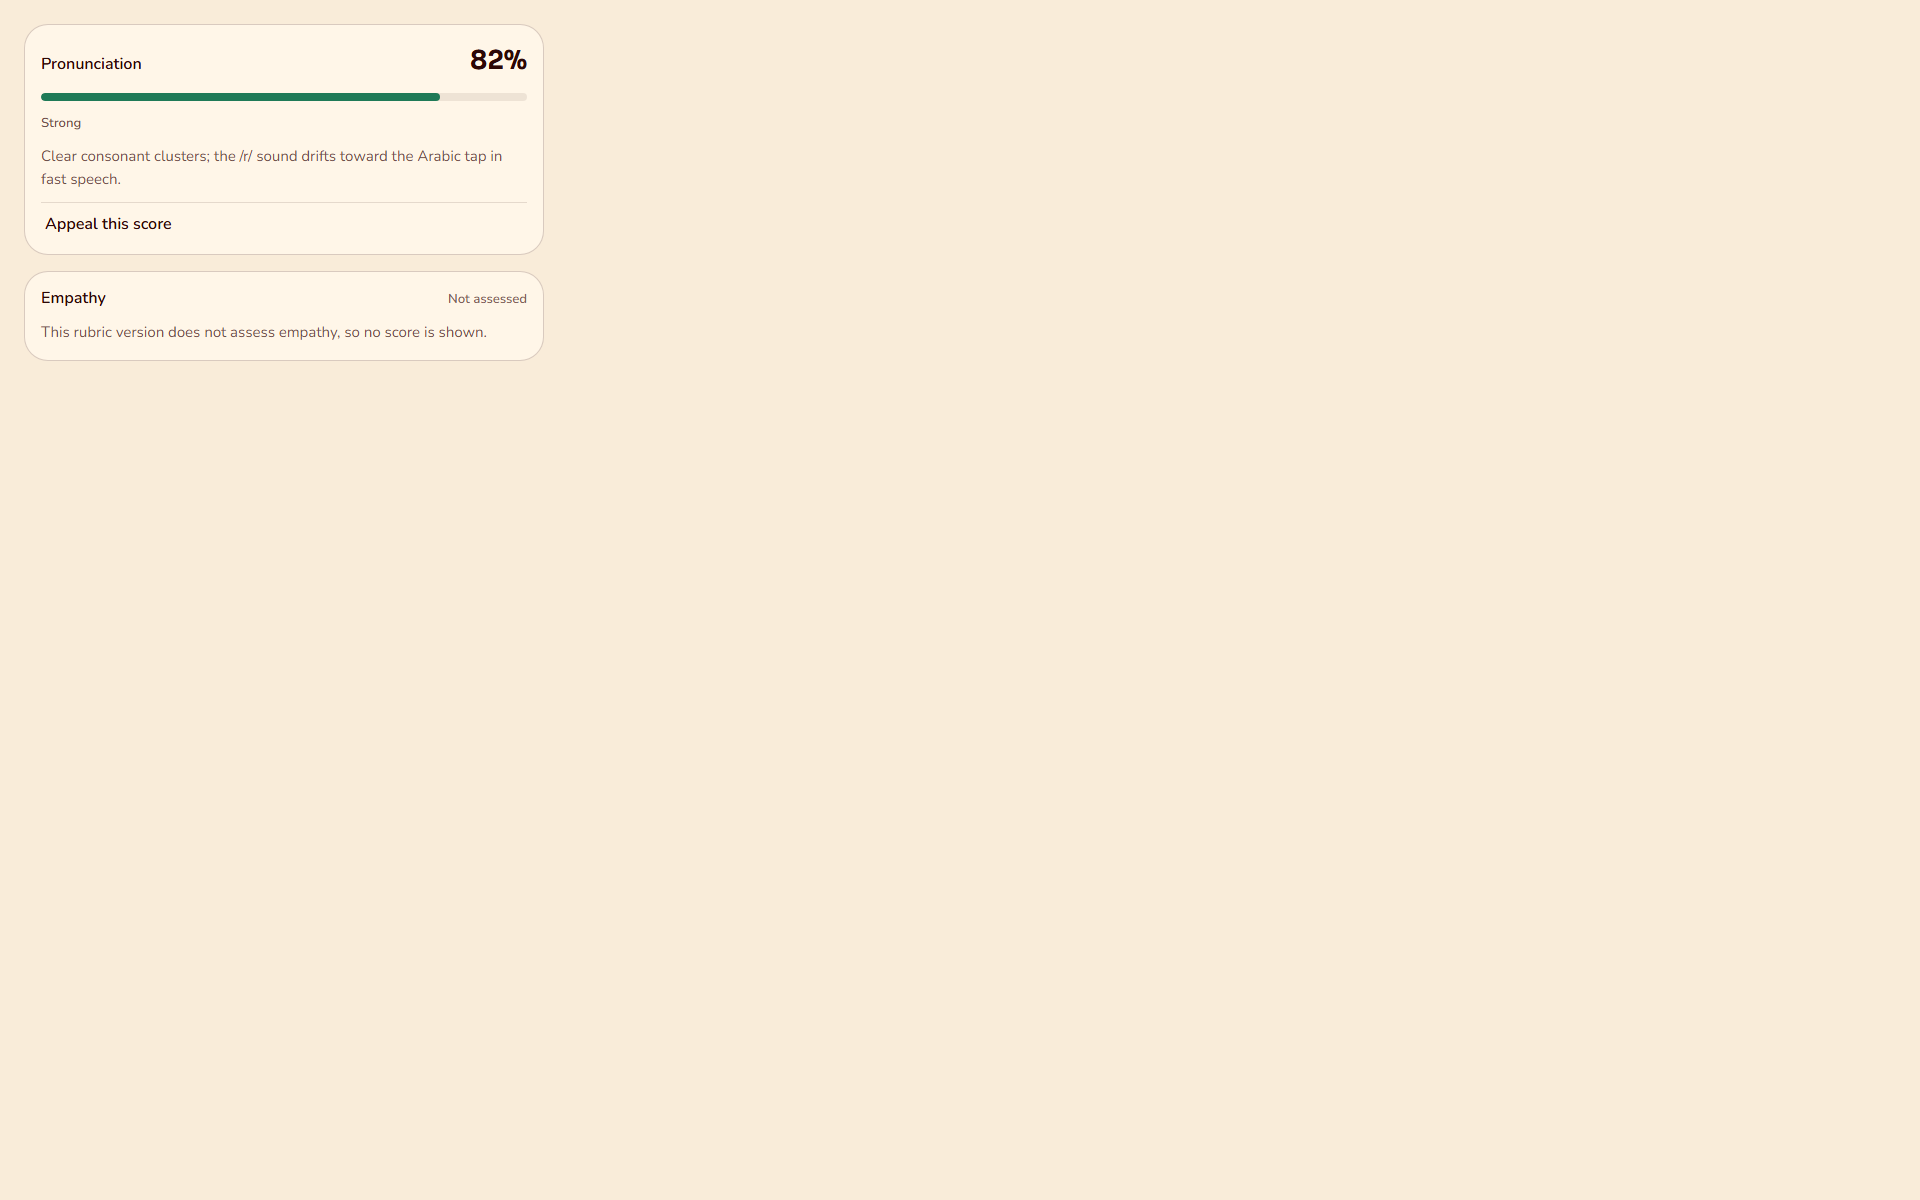 Pronunciation 82%
Strong
Clear consonant clusters; the /r/ sound drifts toward the Arabic tap in
fast speech.
Appeal this score
Empathy Not assessed
This rubric version does not assess empathy, so no score is shown.